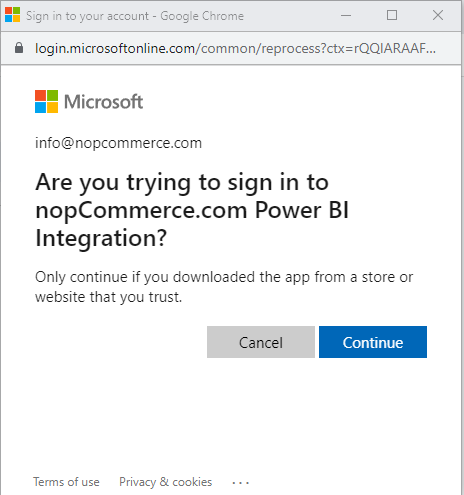 Sign in to your account - Google Chrome
login.microsoftonline.com/common/reprocess?ctx=rQQIARAAF...
Microsoft
info@nopcommerce.com
Are you trying to sign in to
nopCommerce.com Power BI
Integration?
Only continue if you downloaded the app from a store or
website that you trust.
Cancel Continue
Terms of use Privacy & cookies ...